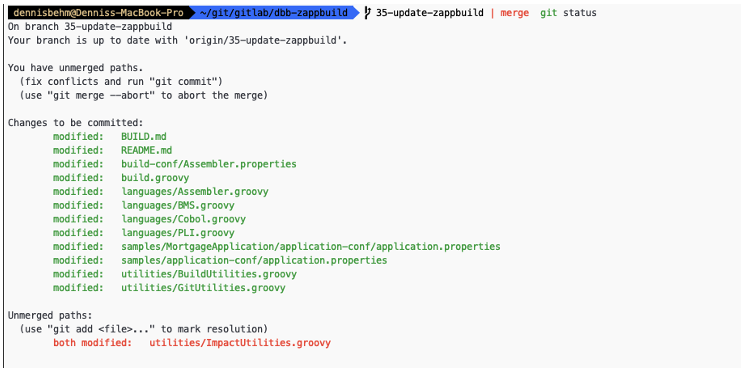 dennisbehm@Denniss-MacBook-Pro ~/git/gitlab/dbb-zappbuild 35-update-zappbuild | merge git status
On branch 35-update-zappbuild
Your branch is up to date with 'origin/35-update-zappbuild'.
You have unmerged paths.
(fix conflicts and run "git commit")
(use "git merge --abort" to abort the merge)
Changes to be committed:
modified: BUILD.md
modified: README.md
modified: build-conf/Assembler.properties
modified: build.groovy
modified: languages/Assembler.groovy
modified: languages/BMS.groovy
modified: languages/Cobol.groovy
modified: languages/PLI.groovy
modified: samples/MortgageApplication/application-conf/application.properties
modified: samples/application-conf/application.properties
modified: utilities/BuildUtilities.groovy
modified: utilities/GitUtilities.groovy
Unmerged paths:
(use "git add <file>..." to mark resolution)
both modified: utilities/ImpactUtilities.groovy